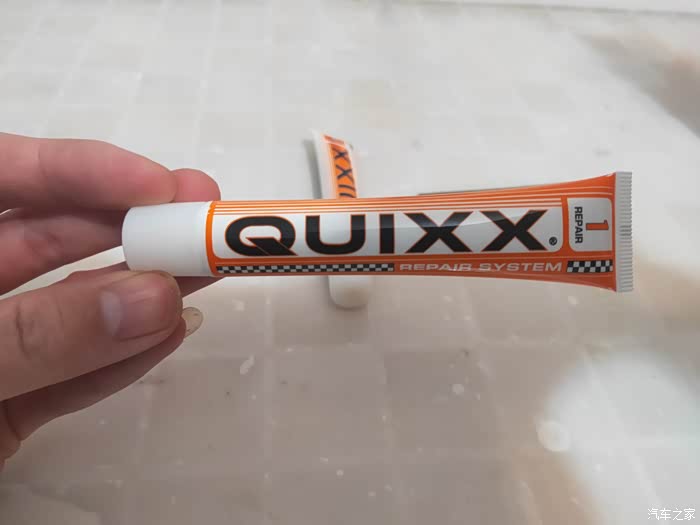 QUIXX®
REPAIR SYSTEM
1
REPAIR
汽车之家